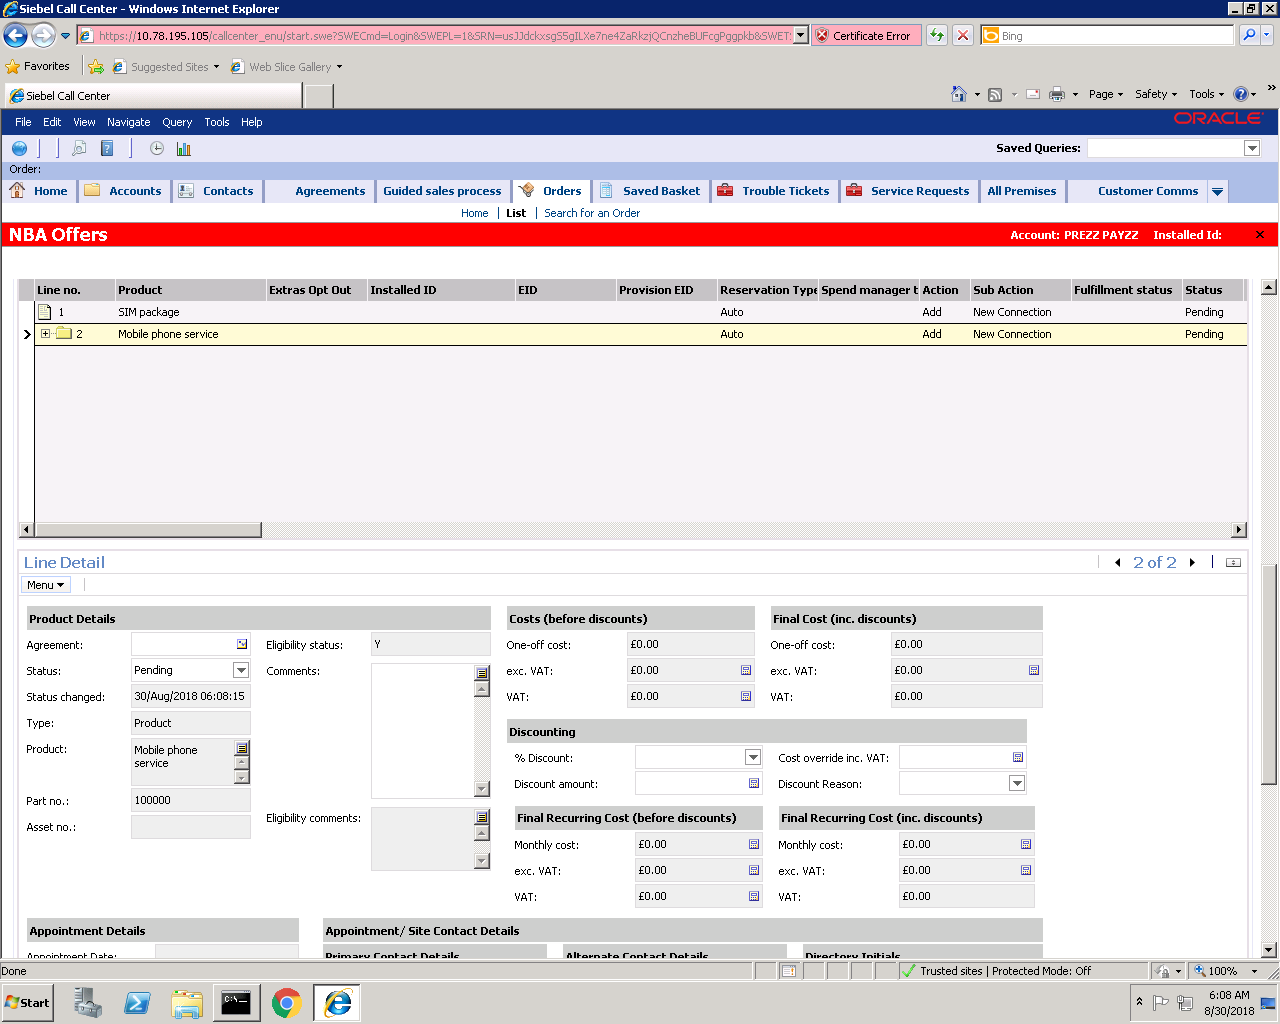 Siebel Call Center - Windows Internet Explorer
https://10.78.195.105/callcenter_enu/start.swe?SWECmd=Login&SWEPL=1&SRN= Certificate Error Bing
Favorites Suggested Sites Web Slice Gallery
Siebel Call Center Page Safety Tools
File Edit View Navigate Query Tools Help ORACLE
Saved Queries:
Order:
Home Accounts Contacts Agreements Guided sales process Orders Saved Basket Trouble Tickets Service Requests All Premises Customer Comms
Home List Search for an Order
NBA Offers Account: PREZZ PAYZZ Installed Id:
Line no. Product Extras Opt Out Installed ID EID Provision EID Reservation Type Spend manager t Action Sub Action Fulfillment status Status
1 SIM package Auto Add New Connection Pending
2 Mobile phone service Auto Add New Connection Pending
Line Detail 2 of 2
Menu
Product Details Costs (before discounts) Final Cost (inc. discounts)
Agreement: Eligibility status: Y One-off cost: £0.00 One-off cost: £0.00
Status: Pending Comments: exc. VAT: £0.00 exc. VAT: £0.00
Status changed: 30/Aug/2018 06:08:15 VAT: £0.00 VAT: £0.00
Type: Product
Discounting
Product: Mobile phone service % Discount: Cost override inc. VAT:
Discount amount: Discount Reason:
Part no.: 100000
Eligibility comments: Final Recurring Cost (before discounts) Final Recurring Cost (inc. discounts)
Asset no.:
Monthly cost: £0.00 Monthly cost: £0.00
exc. VAT: £0.00 exc. VAT: £0.00
VAT: £0.00 VAT: £0.00
Appointment Details Appointment/ Site Contact Details
Appointment Date: Primary Contact Details Alternate Contact Details Directory Initials
Done Trusted sites | Protected Mode: Off 100%
Start 6:08 AM
8/30/2018